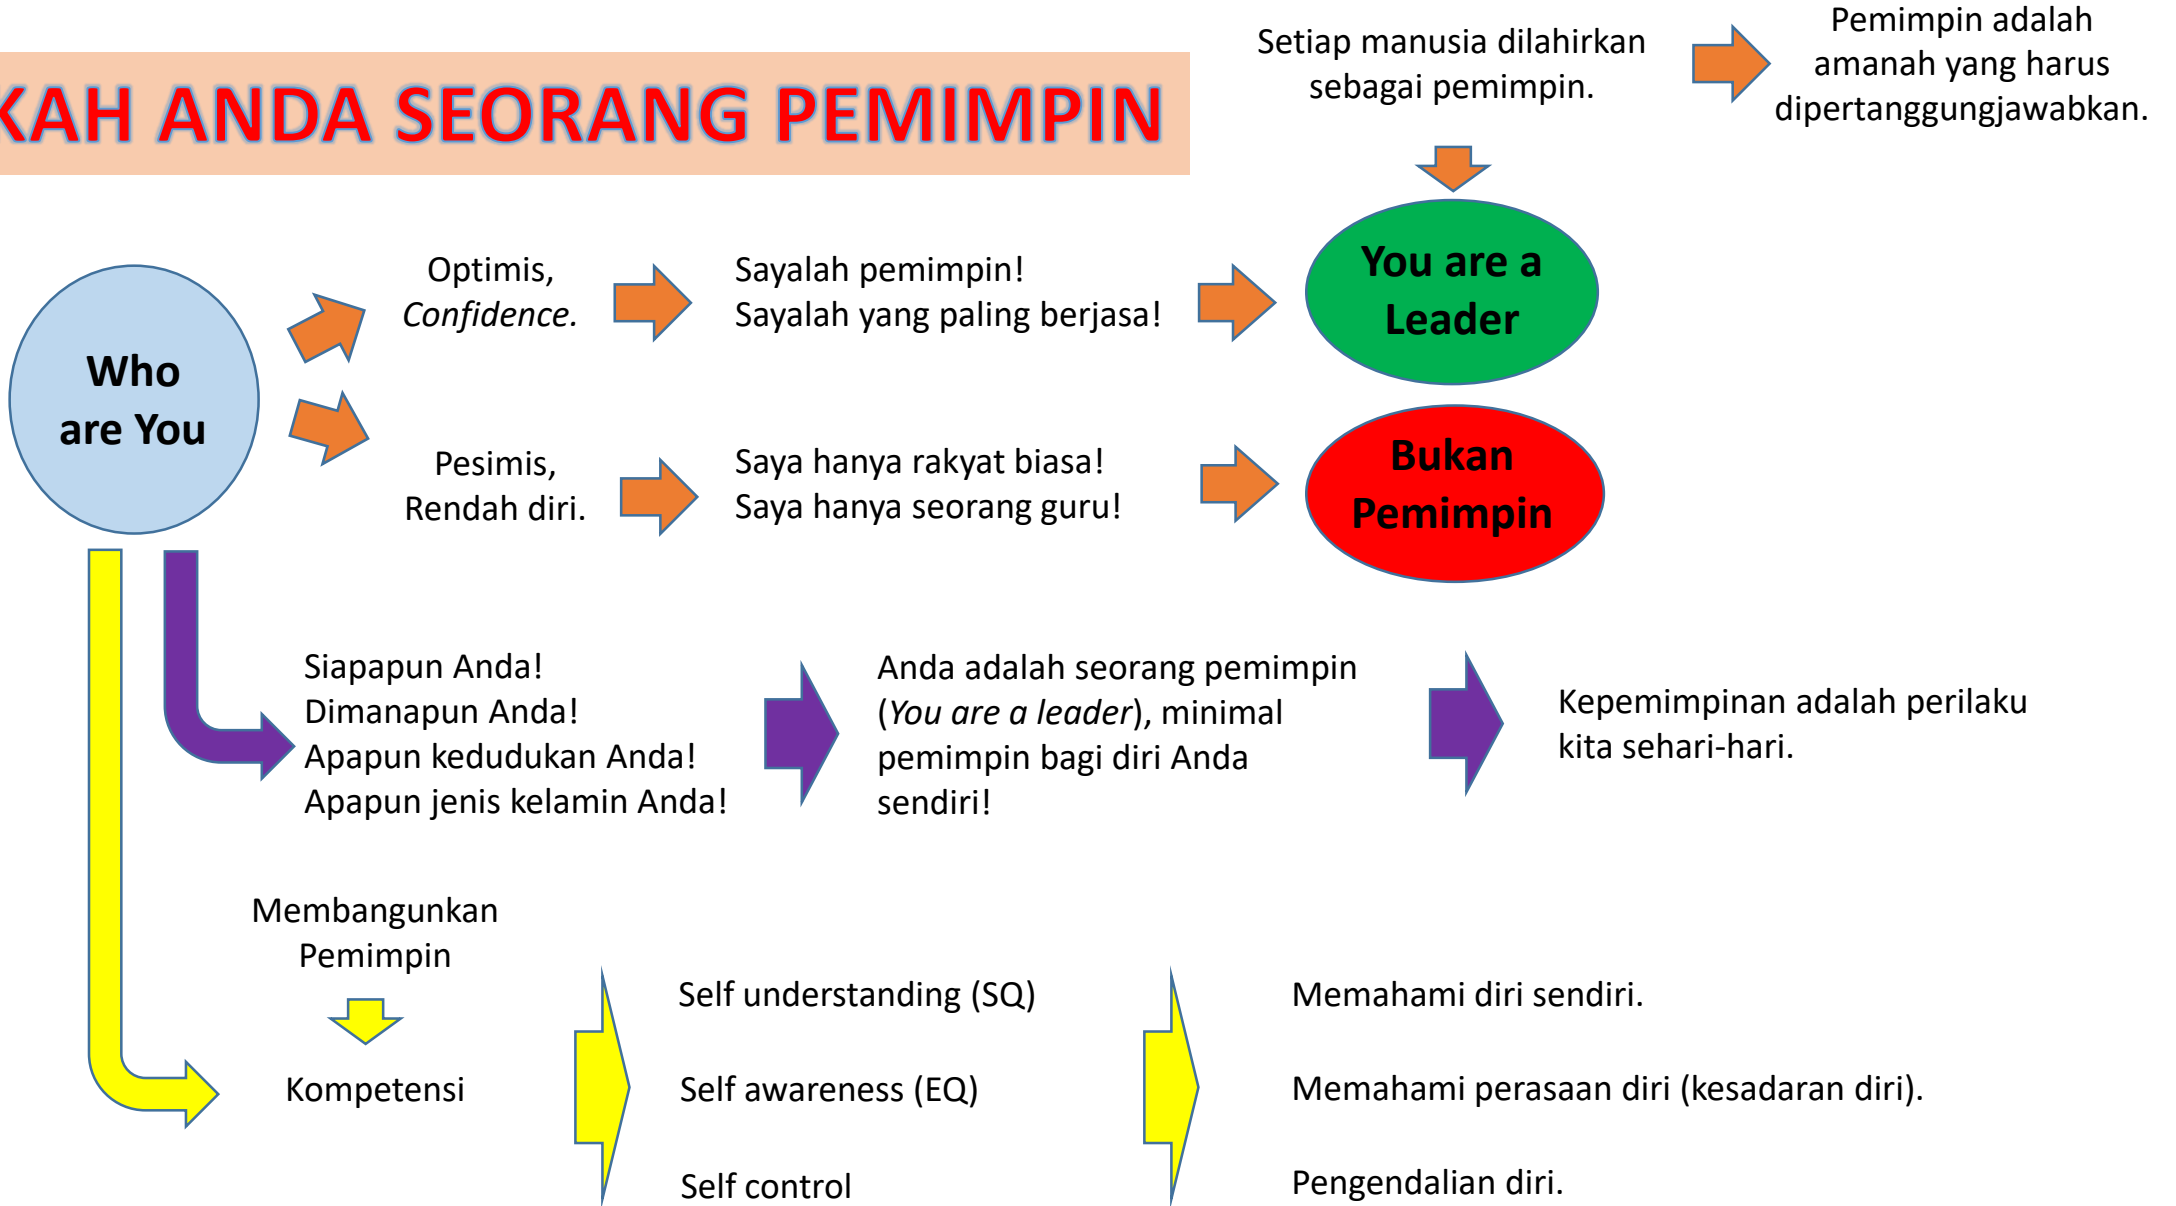 KAH ANDA SEORANG PEMIMPIN
Setiap manusia dilahirkan
sebagai pemimpin.
Pemimpin adalah
amanah yang harus
dipertanggungjawabkan.
Who
are You
Optimis,
Confidence.
Sayalah pemimpin!
Sayalah yang paling berjasa!
You are a
Leader
Pesimis,
Rendah diri.
Saya hanya rakyat biasa!
Saya hanya seorang guru!
Bukan
Pemimpin
Siapapun Anda!
Dimanapun Anda!
Apapun kedudukan Anda!
Apapun jenis kelamin Anda!
Anda adalah seorang pemimpin
(You are a leader), minimal
pemimpin bagi diri Anda
sendiri!
Kepemimpinan adalah perilaku
kita sehari-hari.
Membangunkan
Pemimpin
Kompetensi
Self understanding (SQ)
Self awareness (EQ)
Self control
Memahami diri sendiri.
Memahami perasaan diri (kesadaran diri).
Pengendalian diri.